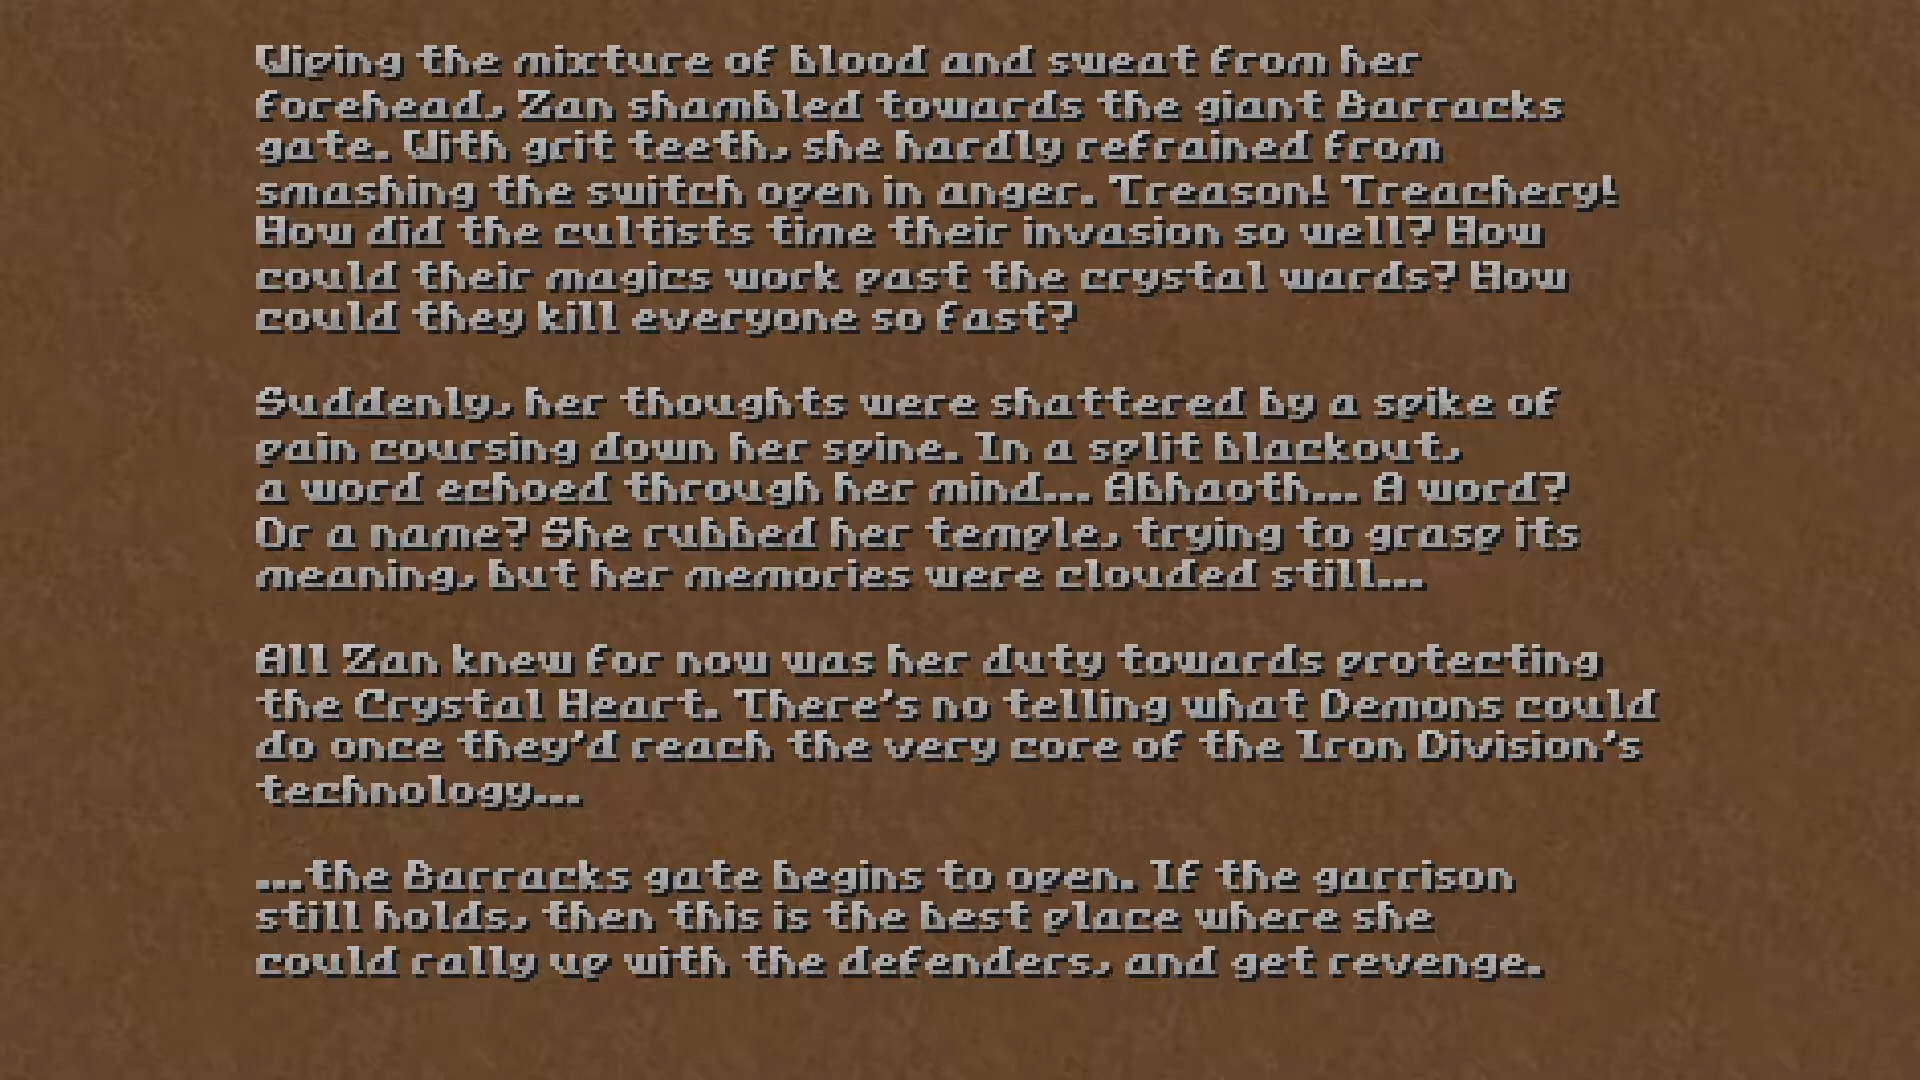 Wiping the mixture of blood and sweat from her
forehead, Zan shambled towards the giant Barracks
gate. With grit teeth, she hardly refrained from
smashing the switch open in anger. Treason! Treachery!
How did the cultists time their invasion so well? How
could their magics work past the crystal wards? How
could they kill everyone so fast?
Suddenly, her thoughts were shattered by a spike of
pain coursing down her spine. In a split blackout,
a word echoed through her mind... Abhaoth... A word?
Or a name? She rubbed her temple, trying to grasp its
meaning, but her memories were clouded still...
All Zan knew for now was her duty towards protecting
the Crystal Heart. There's no telling what Demons could
do once they'd reach the very core of the Iron Division's
technology...
...the Barracks gate begins to open. If the garrison
still holds, then this is the best place where she
could rally up with the defenders, and get revenge.